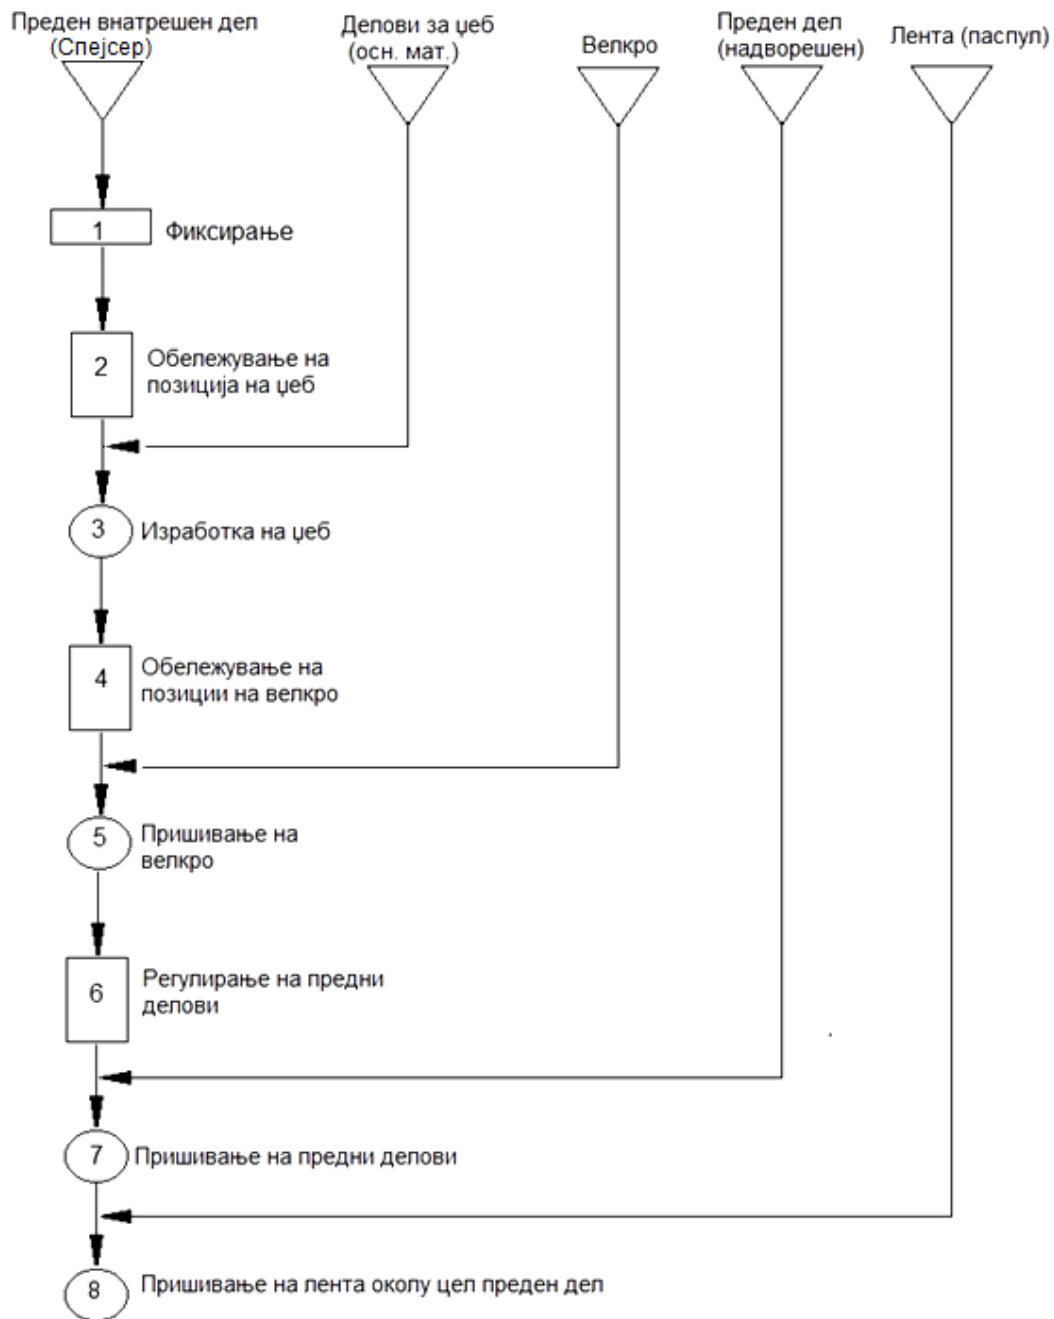 Преден внатрешен дел
(Спејсер)
Делови за џеб
(осн. мат.)
Велкро
Преден дел
(надворешен)
Лента (паспул)
1
Фиксирање
2
Обележување на
позиција на џеб
3
Изработка на џеб
4
Обележување на
позиции на велкро
5
Пришивање на
велкро
6
Регулирање на предни
делови
7
Пришивање на предни делови
8
Пришивање на лента околу цел преден дел